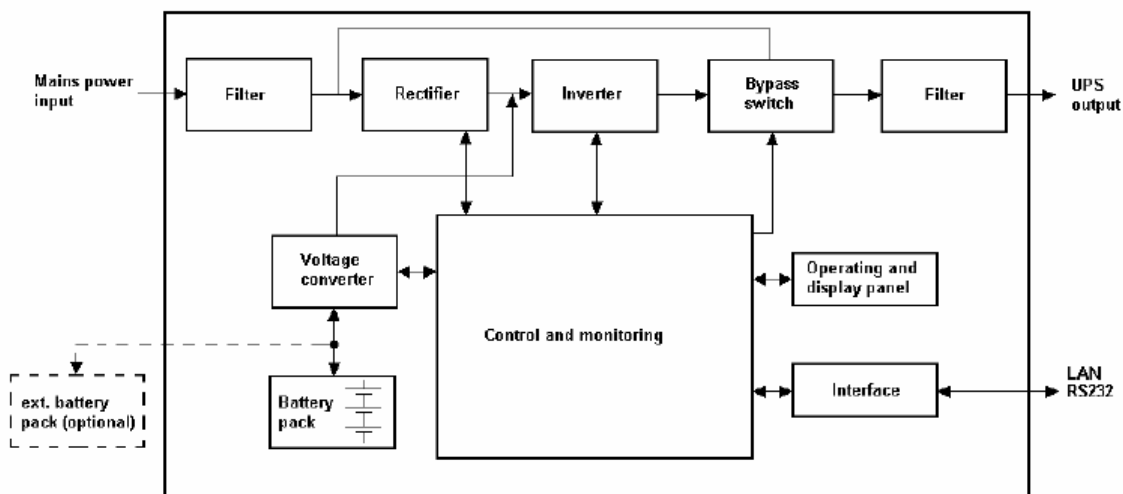 Mains power
input
Filter
Rectifier
Inverter
Bypass
switch
Filter
UPS
output
Voltage
converter
Operating and
display panel
Control and monitoring
ext. battery
pack (optional)
Battery
pack
Interface
LAN
RS232